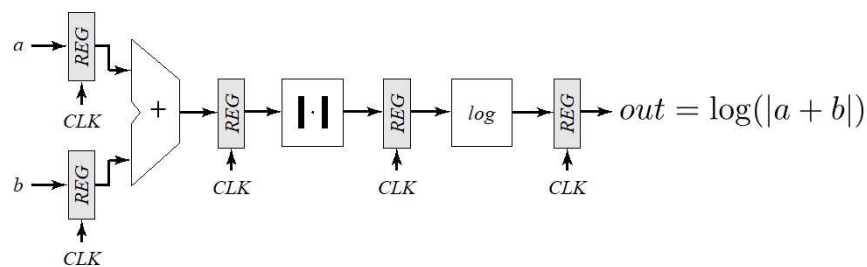 a
REG
CLK
+
REG
CLK
|·|
REG
CLK
log
REG
CLK
out = log(|a + b|)
b
REG
CLK